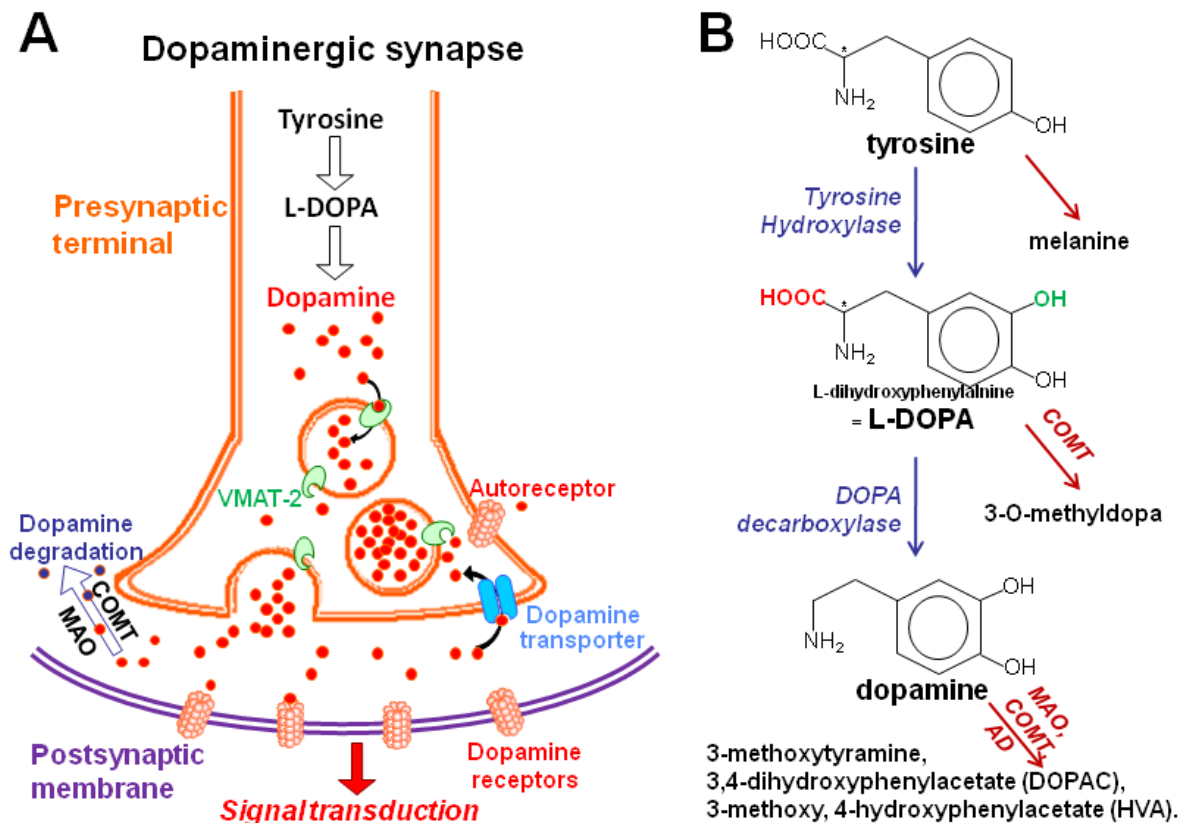 A
Dopaminergic synapse
Tyrosine
L-DOPA
Dopamine
Presynaptic
terminal
VMAT-2
Autoreceptor
Dopamine
degradation
COMT
MAO
Dopamine
transporter
Postsynaptic
membrane
Dopamine
receptors
Signal transduction
B
HOOC
*
NH2
OH
tyrosine
Tyrosine
Hydroxylase
melanine
HOOC
*
OH
NH2
OH
L-dihydroxyphenylalnine
= L-DOPA
COMT
DOPA
decarboxylase
3-O-methyldopa
OH
NH2
OH
dopamine
MAO,
COMT,
AD
3-methoxytyramine,
3,4-dihydroxyphenylacetate (DOPAC),
3-methoxy, 4-hydroxyphenylacetate (HVA).